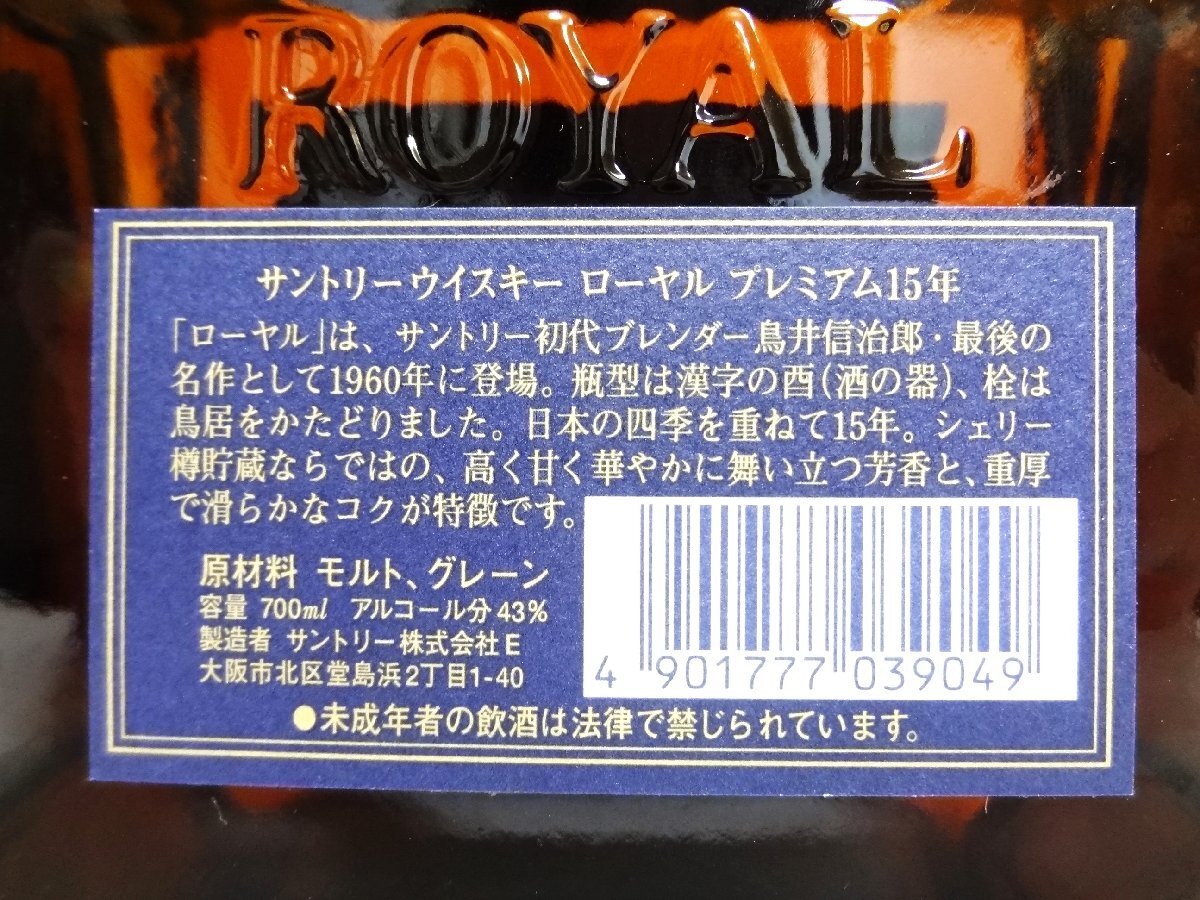 ROYAL
サントリーウイスキー ローヤル プレミアム15年
「ローヤル」は、サントリー初代ブレンダー鳥井信治郎・最後の
名作として1960年に登場。瓶型は漢字の酉(酒の器)、栓は
鳥居をかたどりました。日本の四季を重ねて15年。シェリー
樽貯蔵ならではの、高く甘く華やかに舞い立つ芳香と、重厚
で滑らかなコクが特徴です。
原材料 モルト、グレーン
容量 700ml アルコール分43%
製造者 サントリー株式会社E
大阪市北区堂島浜2丁目1-40
4 901777 039049
●未成年者の飲酒は法律で禁じられています。